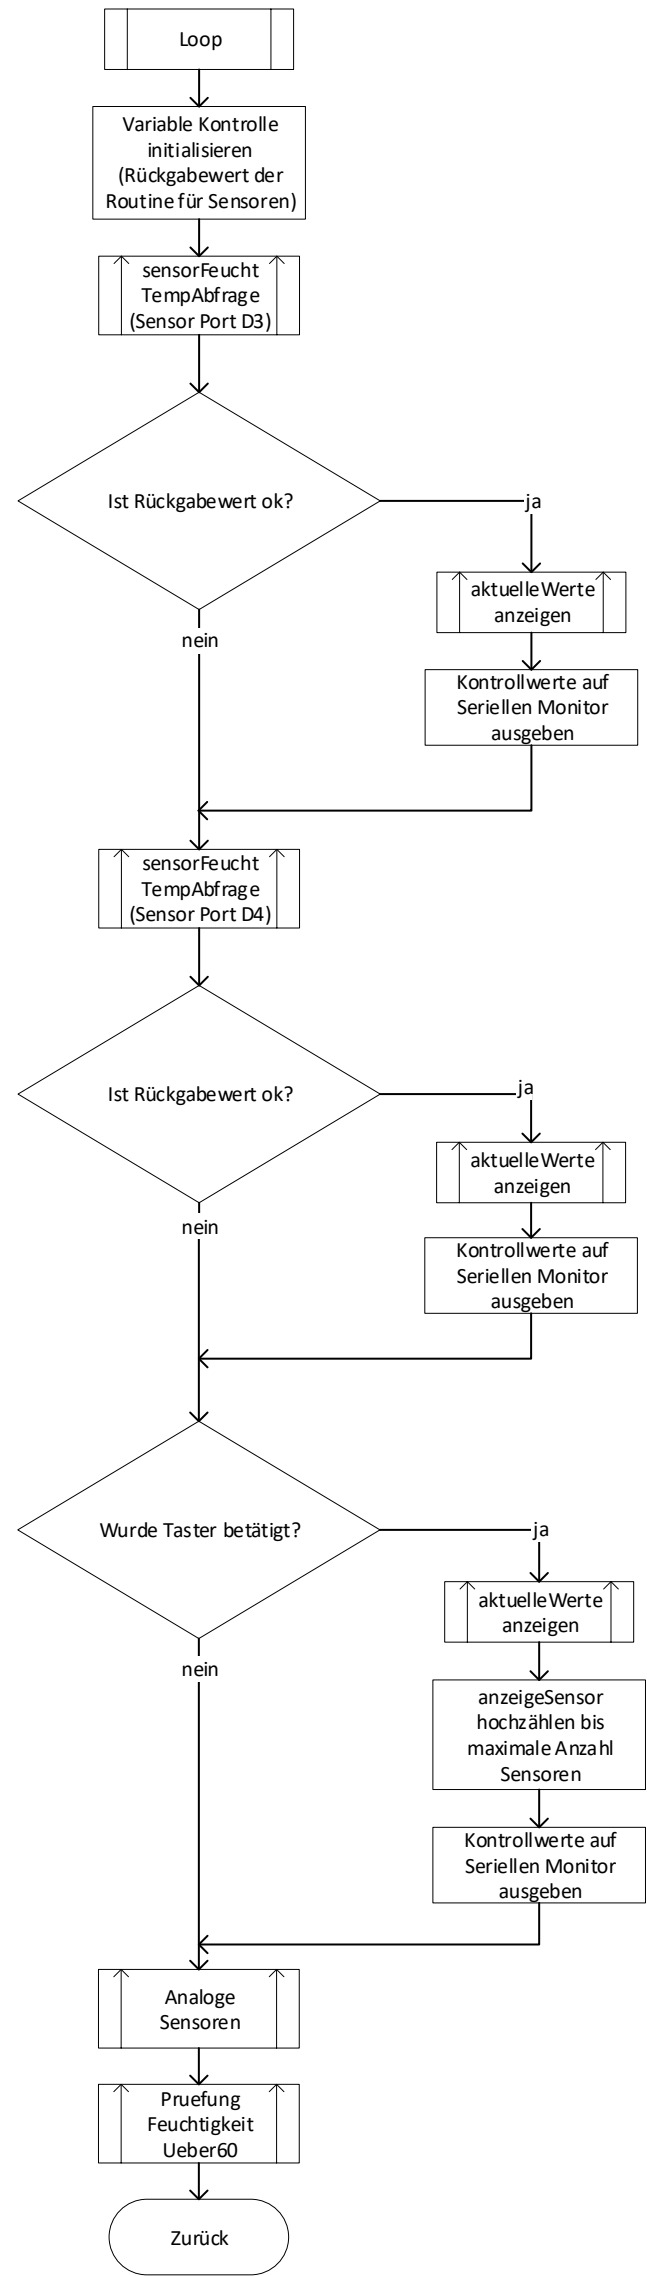 Loop
Variable Kontrolle
initialisieren
(Rückgabewert der
Routine für Sensoren)
sensorFeucht
TempAbfrage
(Sensor Port D3)
Ist Rückgabewert ok?
ja
aktuelleWerte
anzeigen
nein
Kontrollwerte auf
Seriellen Monitor
ausgeben
sensorFeucht
TempAbfrage
(Sensor Port D4)
Ist Rückgabewert ok?
ja
aktuelleWerte
anzeigen
nein
Kontrollwerte auf
Seriellen Monitor
ausgeben
Wurde Taster betätigt?
ja
aktuelleWerte
anzeigen
nein
anzeigeSensor
hochzählen bis
maximale Anzahl
Sensoren
Kontrollwerte auf
Seriellen Monitor
ausgeben
Analoge
Sensoren
Pruefung
Feuchtigkeit
Ueber60
Zurück